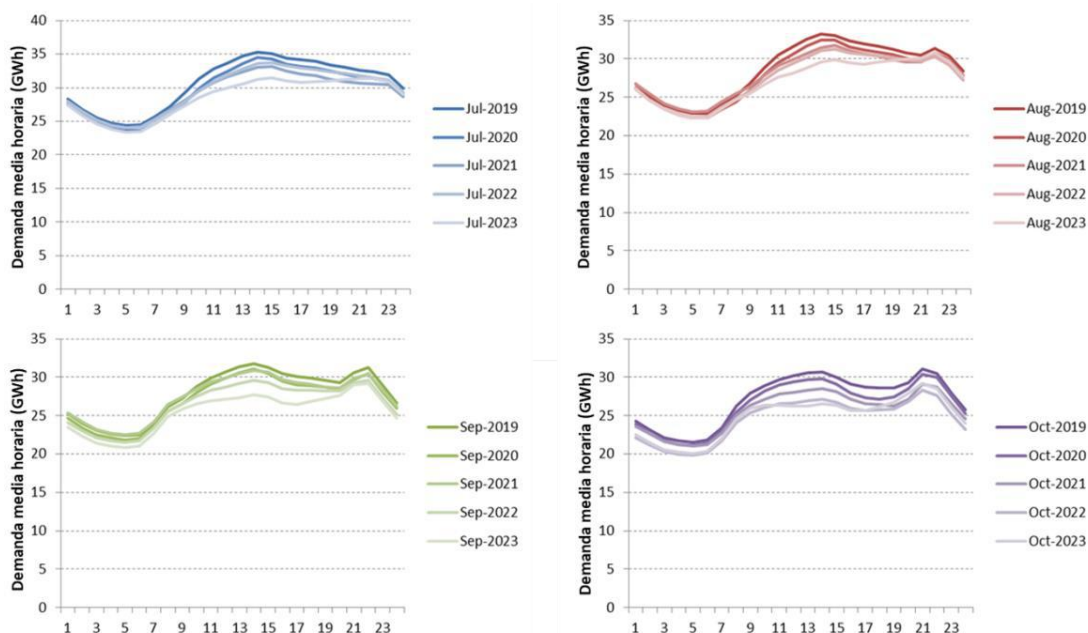 Demanda media horaria (GWh)
40
35
30
25
20
15
10
5
0
1 3 5 7 9 11 13 15 17 19 21 23
Jul-2019
Jul-2020
Jul-2021
Jul-2022
Jul-2023
Demanda media horaria (GWh)
35
30
25
20
15
10
5
0
1 3 5 7 9 11 13 15 17 19 21 23
Aug-2019
Aug-2020
Aug-2021
Aug-2022
Aug-2023
Demanda media horaria (GWh)
35
30
25
20
15
10
5
0
1 3 5 7 9 11 13 15 17 19 21 23
Sep-2019
Sep-2020
Sep-2021
Sep-2022
Sep-2023
Demanda media horaria (GWh)
35
30
25
20
15
10
5
0
1 3 5 7 9 11 13 15 17 19 21 23
Oct-2019
Oct-2020
Oct-2021
Oct-2022
Oct-2023